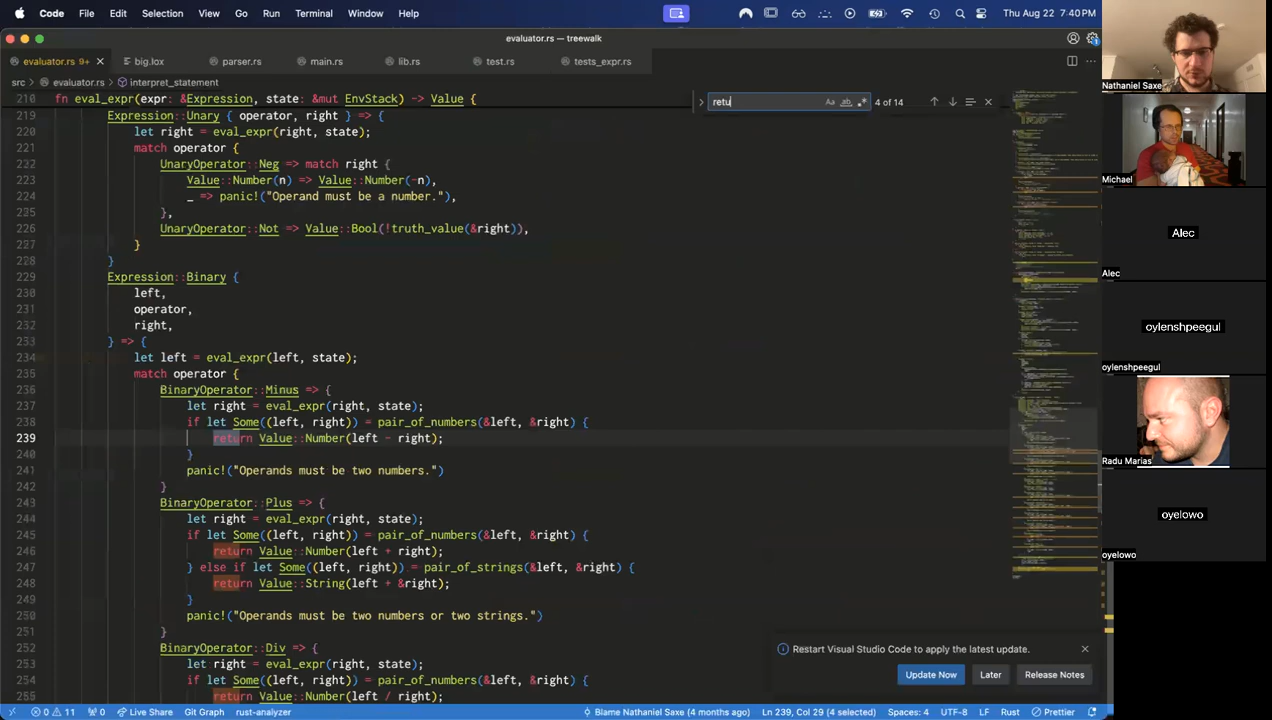 Code File Edit Selection View Go Run Terminal Window Help Thu Aug 22 7:40 PM
evaluator.rs — treewalk
evaluator.rs 9+ big.lox parser.rs main.rs lib.rs test.rs tests_expr.rs
src > evaluator.rs > interpret_statement
210 fn eval_expr(expr: &Expression, state: &mut EnvStack) -> Value {
retu 4 of 14
219 Expression::Unary { operator, right } => {
220 let right = eval_expr(right, state);
221 match operator {
222 UnaryOperator::Neg => match right {
223 Value::Number(n) => Value::Number(-n),
224 _ => panic!("Operand must be a number."),
225 },
226 UnaryOperator::Not => Value::Bool(!truth_value(&right)),
227 }
228 }
229 Expression::Binary {
230 left,
231 operator,
232 right,
233 } => {
234 let left = eval_expr(left, state);
235 match operator {
236 BinaryOperator::Minus => {
237 let right = eval_expr(right, state);
238 if let Some((left, right)) = pair_of_numbers(&left, &right) {
239 return Value::Number(left - right);
240 }
241 panic!("Operands must be two numbers.")
242 }
243 BinaryOperator::Plus => {
244 let right = eval_expr(right, state);
245 if let Some((left, right)) = pair_of_numbers(&left, &right) {
246 return Value::Number(left + right);
247 } else if let Some((left, right)) = pair_of_strings(&left, &right) {
248 return Value::String(left + &right);
249 }
250 panic!("Operands must be two numbers or two strings.")
251 }
252 BinaryOperator::Div => {
253 let right = eval_expr(right, state);
254 if let Some((left, right)) = pair_of_numbers(&left, &right) {
255 return Value::Number(left / right);
Restart Visual Studio Code to apply the latest update.
Update Now Later Release Notes
0 11 0 Live Share Git Graph rust-analyzer Blame Nathaniel Saxe (4 months ago) Ln 239, Col 29 (4 selected) Spaces: 4 UTF-8 LF Rust Prettier
Nathaniel Saxe
Michael
Alec
Alec
oylenshpeegul
oylenshpeegul
Radu Marias
oyelowo
oyelowo